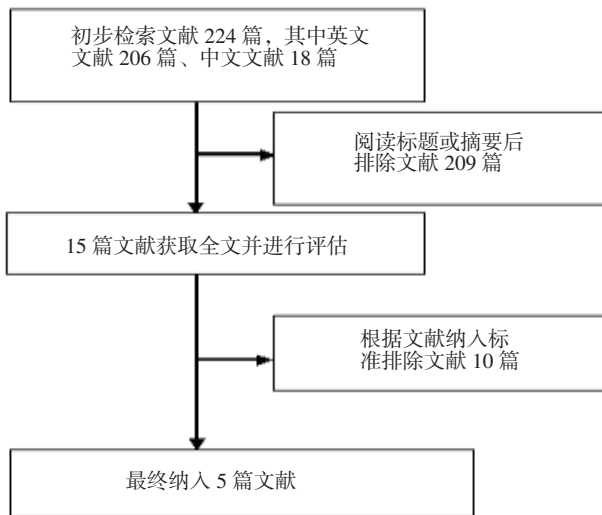 初步检索文献 224 篇，其中英文
文献 206 篇、中文文献 18 篇
阅读标题或摘要后
排除文献 209 篇
15 篇文献获取全文并进行评估
根据文献纳入标
准排除文献 10 篇
最终纳入 5 篇文献